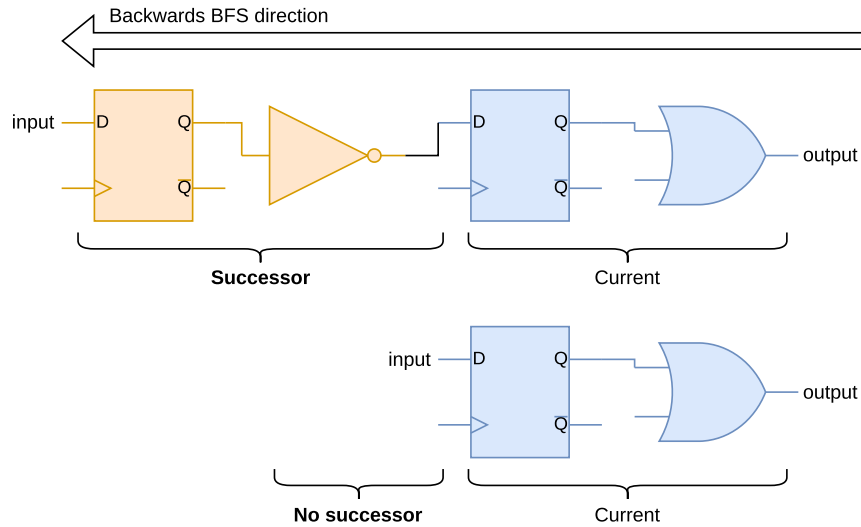 Backwards BFS direction
input
D
Q
Q
D
Q
Q
output
Successor
Current
input
D
Q
Q
output
No successor
Current